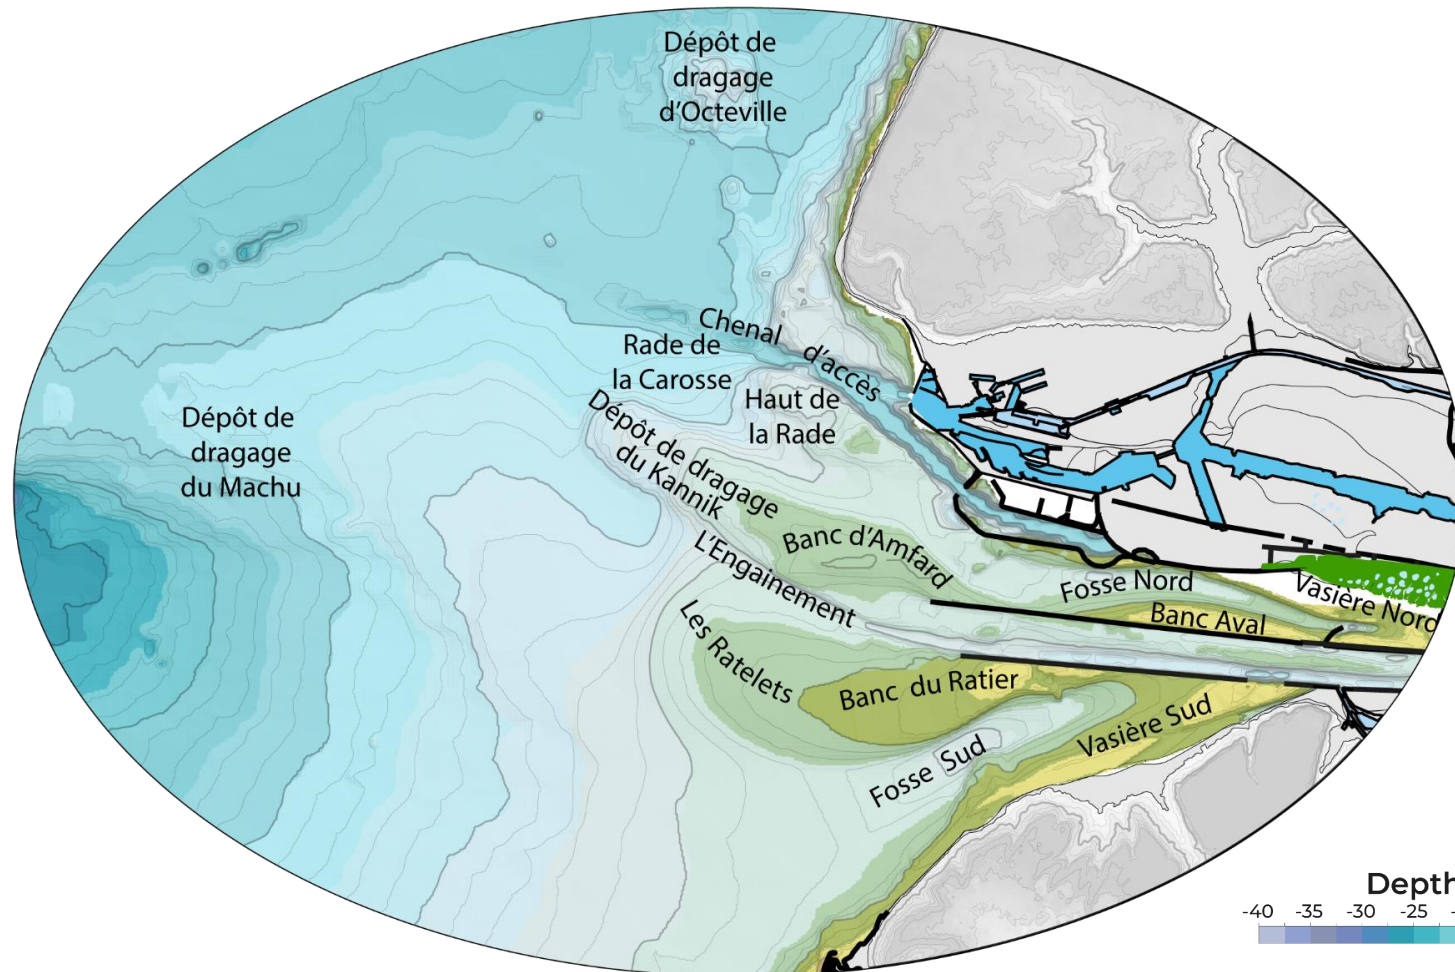 Dépôt de
dragage
d'Octeville
Chenal d'accès
Rade de
la Carosse
Haut de
la Rade
Dépôt de
dragage
du Machu
Dépôt de dragage
du Kannik
Banc d'Amfard
L'Engainement
Fosse Nord
Vasière Nord
Banc Aval
Les Ratelets
Banc du Ratier
Vasière Sud
Fosse Sud
Depth
-40 -35 -30 -25